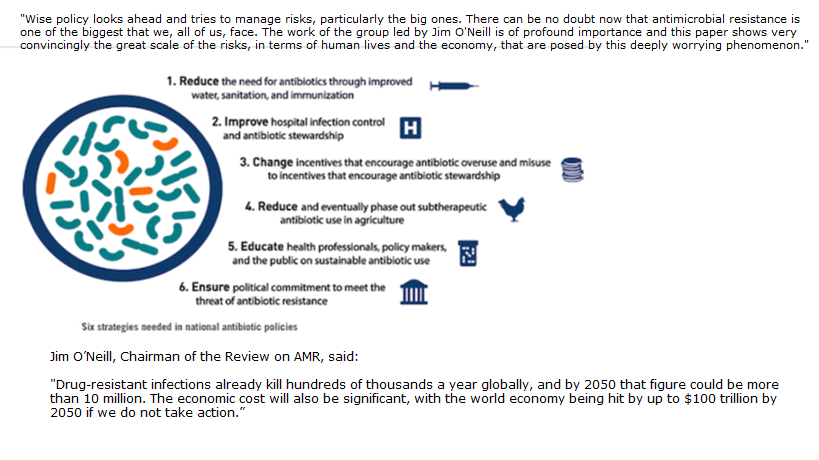 "Wise policy looks ahead and tries to manage risks, particularly the big ones. There can be no doubt now that antimicrobial resistance is
one of the biggest that we, all of us, face. The work of the group led by Jim O'Neill is of profound importance and this paper shows very
convincingly the great scale of the risks, in terms of human lives and the economy, that are posed by this deeply worrying phenomenon."
1. Reduce the need for antibiotics through improved
water, sanitation, and immunization
2. Improve hospital infection control
and antibiotic stewardship
H
3. Change incentives that encourage antibiotic overuse and misuse
to incentives that encourage antibiotic stewardship
4. Reduce and eventually phase out subtherapeutic
antibiotic use in agriculture
5. Educate health professionals, policy makers,
and the public on sustainable antibiotic use
6. Ensure political commitment to meet the
threat of antibiotic resistance
Six strategies needed in national antibiotic policies
Jim O’Neill, Chairman of the Review on AMR, said:
"Drug-resistant infections already kill hundreds of thousands a year globally, and by 2050 that figure could be more
than 10 million. The economic cost will also be significant, with the world economy being hit by up to $100 trillion by
2050 if we do not take action.”